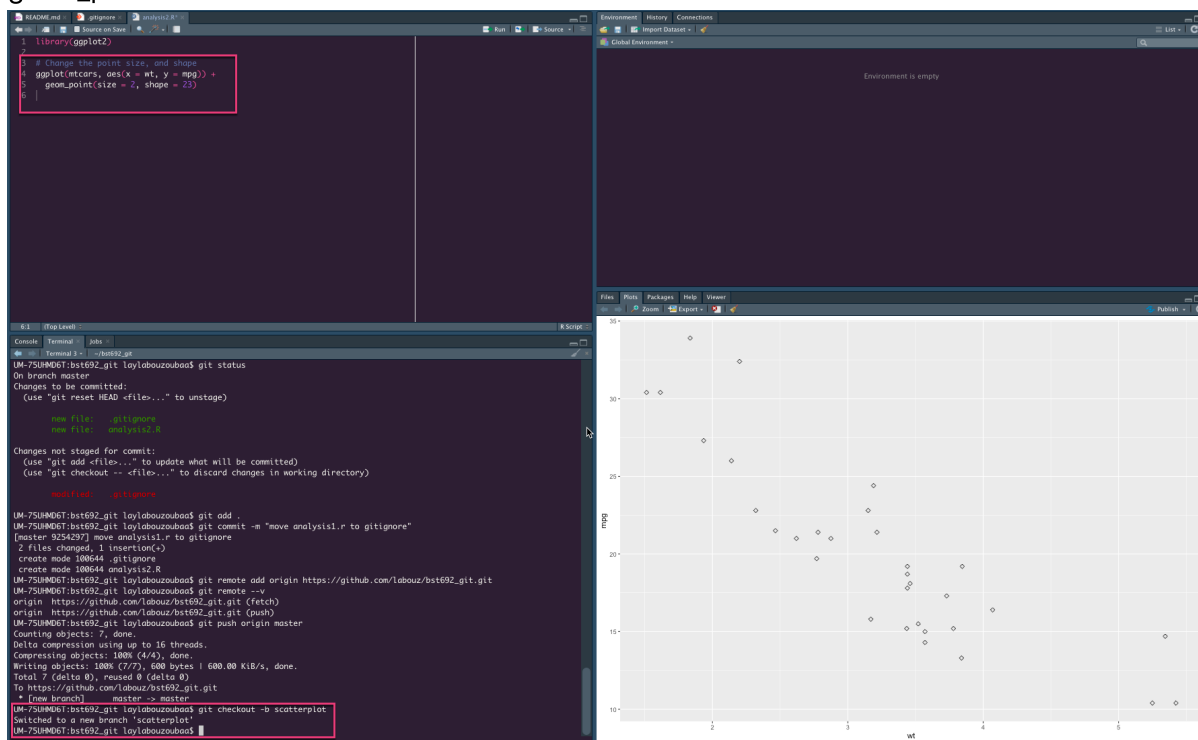 README.md
.gitignore
analysis2.R*
Source on Save
Run
Source
1 library(ggplot2)
2
3 # Change the point size, and shape
4 ggplot(mtcars, aes(x = wt, y = mpg)) +
5 geom_point(size = 2, shape = 23)
6
6:1 (Top Level)
R Script
Console Terminal Jobs
Terminal 3 ~/bst692_git
UM-75UHMD6T:bst692_git laylabouzoubaa$ git status
On branch master
Changes to be committed:
(use "git reset HEAD <file>..." to unstage)
new file: .gitignore
new file: analysis2.R
Changes not staged for commit:
(use "git add <file>..." to update what will be committed)
(use "git checkout -- <file>..." to discard changes in working directory)
modified: .gitignore
UM-75UHMD6T:bst692_git laylabouzoubaa$ git add .
UM-75UHMD6T:bst692_git laylabouzoubaa$ git commit -m "move analysis1.r to gitignore"
[master 9254297] move analysis1.r to gitignore
2 files changed, 1 insertion(+)
create mode 100644 .gitignore
create mode 100644 analysis2.R
UM-75UHMD6T:bst692_git laylabouzoubaa$ git remote add origin https://github.com/labouz/bst692_git.git
UM-75UHMD6T:bst692_git laylabouzoubaa$ git remote --v
origin https://github.com/labouz/bst692_git.git (fetch)
origin https://github.com/labouz/bst692_git.git (push)
UM-75UHMD6T:bst692_git laylabouzoubaa$ git push origin master
Counting objects: 7, done.
Delta compression using up to 16 threads.
Compressing objects: 100% (4/4), done.
Writing objects: 100% (7/7), 600 bytes | 600.00 KiB/s, done.
Total 7 (delta 0), reused 0 (delta 0)
To https://github.com/labouz/bst692_git.git
* [new branch] master -> master
UM-75UHMD6T:bst692_git laylabouzoubaa$ git checkout -b scatterplot
Switched to a new branch 'scatterplot'
UM-75UHMD6T:bst692_git laylabouzoubaa$
Environment History Connections
Import Dataset
List
Global Environment
Environment is empty
Files Plots Packages Help Viewer
Zoom Export
Publish
35
30
25
20
15
10
mpg
2 3 4 5
wt